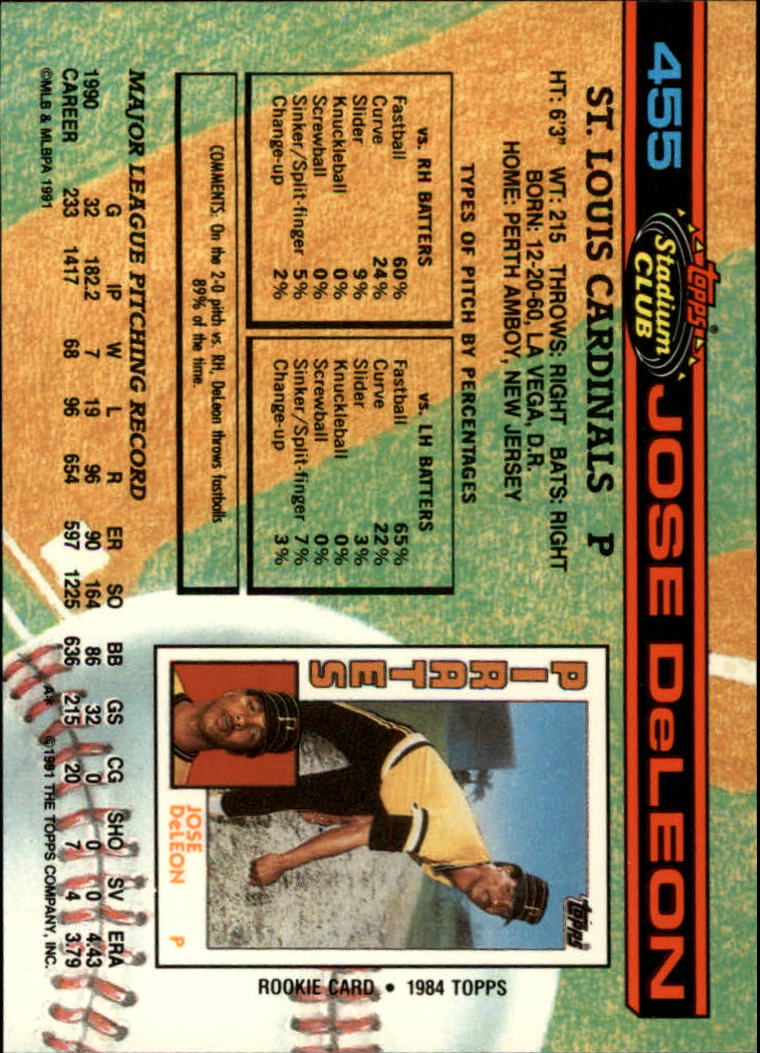 455
Topps®
Stadium
CLUB
JOSE DeLEON
ST. LOUIS CARDINALS P
HT: 6'3" WT: 215 THROWS: RIGHT BATS: RIGHT
BORN: 12-20-60, LA VEGA, D.R.
HOME: PERTH AMBOY, NEW JERSEY
TYPES OF PITCH BY PERCENTAGES
vs. RH BATTERS
Fastball 60%
Curve 24%
Slider 9%
Knuckleball 0%
Screwball 0%
Sinker/Split-finger 5%
Change-up 2%
vs. LH BATTERS
Fastball 65%
Curve 22%
Slider 3%
Knuckleball 0%
Screwball 0%
Sinker/Split-finger 7%
Change-up 3%
COMMENTS: On the 2-0 pitch vs. RH, DeLeon throws fastballs
89% of the time.
PIRATES
Topps
JOSE
DeLEON P
ROOKIE CARD • 1984 TOPPS
MAJOR LEAGUE PITCHING RECORD
G IP W L R ER SO BB GS CG SHO SV ERA
1990 32 182.2 7 19 96 90 164 86 32 0 0 0 4.43
CAREER 233 1417 68 96 654 597 1225 636 215 20 7 4 3.79
©MLB & MLBPA 1991 A* ©1991 THE TOPPS COMPANY, INC.